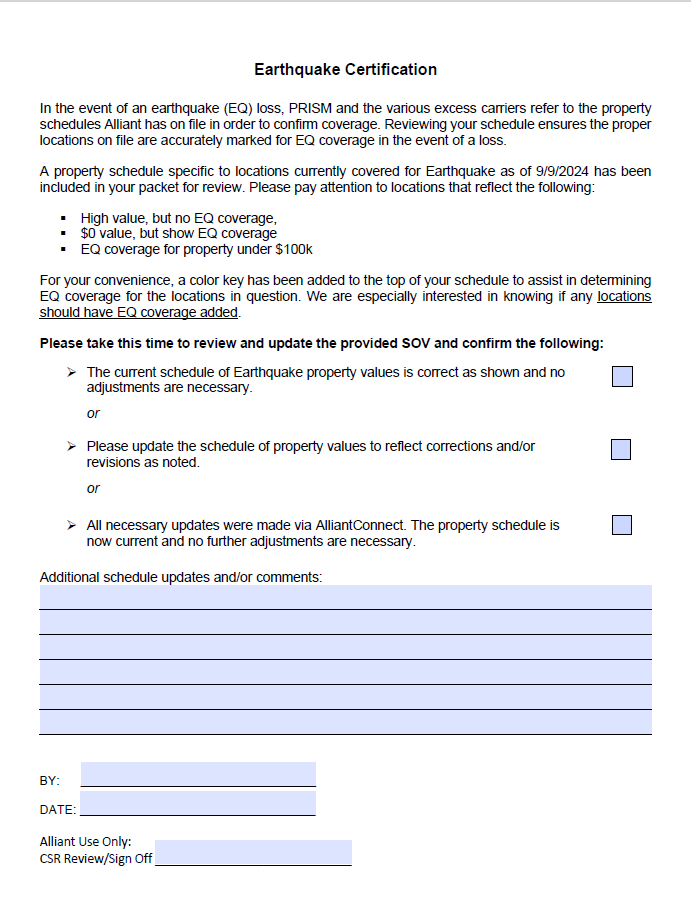 Earthquake Certification
In the event of an earthquake (EQ) loss, PRISM and the various excess carriers refer to the property
schedules Alliant has on file in order to confirm coverage. Reviewing your schedule ensures the proper
locations on file are accurately marked for EQ coverage in the event of a loss.
A property schedule specific to locations currently covered for Earthquake as of 9/9/2024 has been
included in your packet for review. Please pay attention to locations that reflect the following:
▪ High value, but no EQ coverage,
▪ $0 value, but show EQ coverage
▪ EQ coverage for property under $100k
For your convenience, a color key has been added to the top of your schedule to assist in determining
EQ coverage for the locations in question. We are especially interested in knowing if any locations
should have EQ coverage added.
Please take this time to review and update the provided SOV and confirm the following:
➢ The current schedule of Earthquake property values is correct as shown and no
adjustments are necessary.
or
➢ Please update the schedule of property values to reflect corrections and/or
revisions as noted.
or
➢ All necessary updates were made via AlliantConnect. The property schedule is
now current and no further adjustments are necessary.
Additional schedule updates and/or comments:
BY:
DATE:
Alliant Use Only:
CSR Review/Sign Off